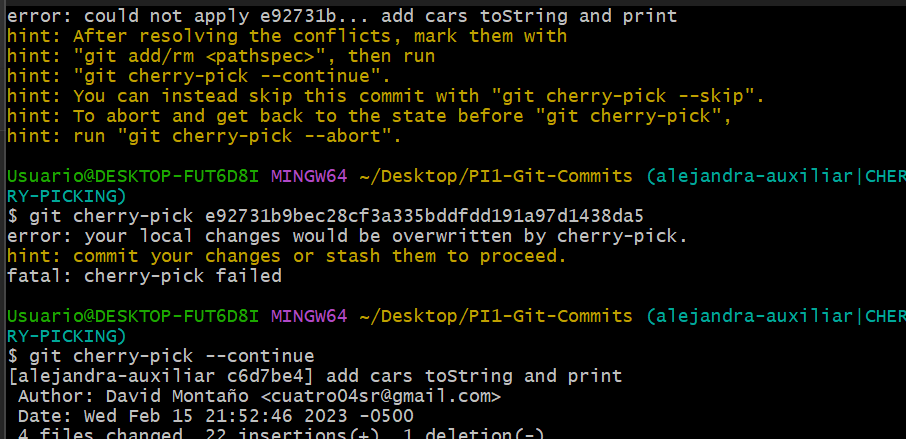 error: could not apply e92731b... add cars toString and print
hint: After resolving the conflicts, mark them with
hint: "git add/rm <pathspec>", then run
hint: "git cherry-pick --continue".
hint: You can instead skip this commit with "git cherry-pick --skip".
hint: To abort and get back to the state before "git cherry-pick",
hint: run "git cherry-pick --abort".
Usuario@DESKTOP-FUT6D8I MINGW64 ~/Desktop/PI1-Git-Commits (alejandra-auxiliar|CHER
RY-PICKING)
$ git cherry-pick e92731b9bec28cf3a335bddfdd191a97d1438da5
error: your local changes would be overwritten by cherry-pick.
hint: commit your changes or stash them to proceed.
fatal: cherry-pick failed
Usuario@DESKTOP-FUT6D8I MINGW64 ~/Desktop/PI1-Git-Commits (alejandra-auxiliar|CHER
RY-PICKING)
$ git cherry-pick --continue
[alejandra-auxiliar c6d7be4] add cars toString and print
Author: David Montaño <cuatro04sr@gmail.com>
Date: Wed Feb 15 21:52:46 2023 -0500
4 files changed, 22 insertions(+), 1 deletion(-)